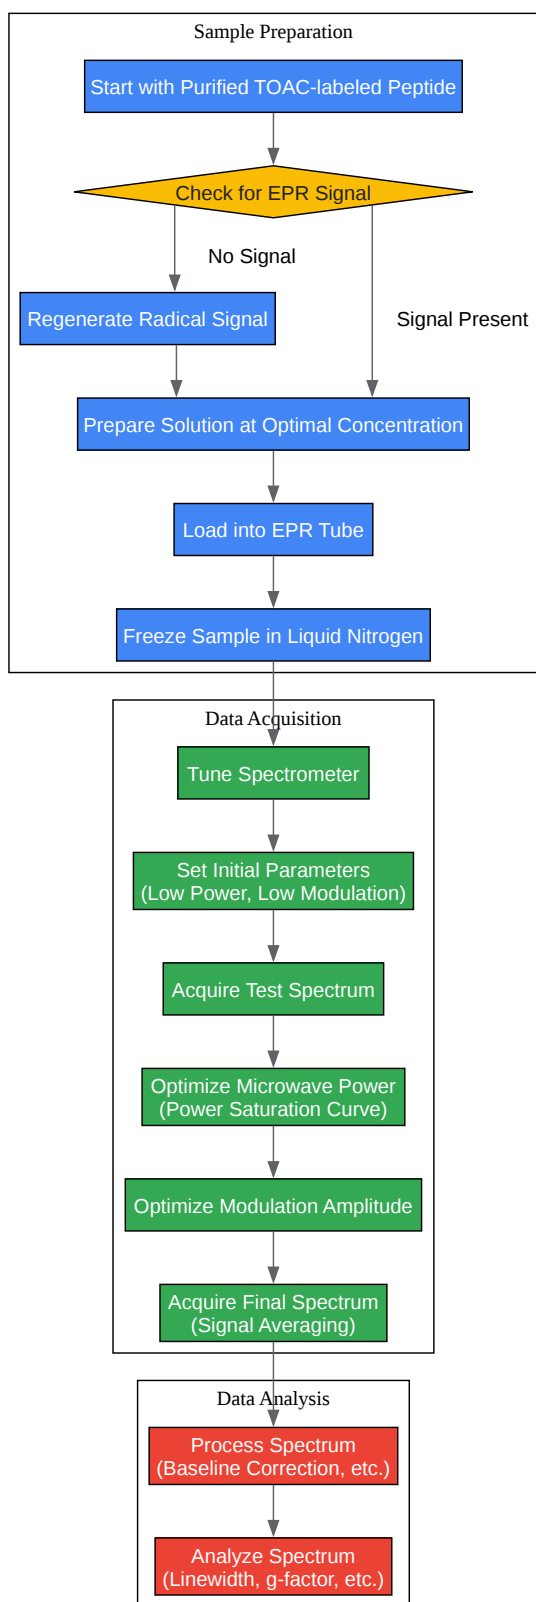 Sample Preparation
Start with Purified TOAC-labeled Peptide
Check for EPR Signal
No Signal
Regenerate Radical Signal
Signal Present
Prepare Solution at Optimal Concentration
Load into EPR Tube
Freeze Sample in Liquid Nitrogen
Data Acquisition
Tune Spectrometer
Set Initial Parameters
(Low Power, Low Modulation)
Acquire Test Spectrum
Optimize Microwave Power
(Power Saturation Curve)
Optimize Modulation Amplitude
Acquire Final Spectrum
(Signal Averaging)
Data Analysis
Process Spectrum
(Baseline Correction, etc.)
Analyze Spectrum
(Linewidth, g-factor, etc.)